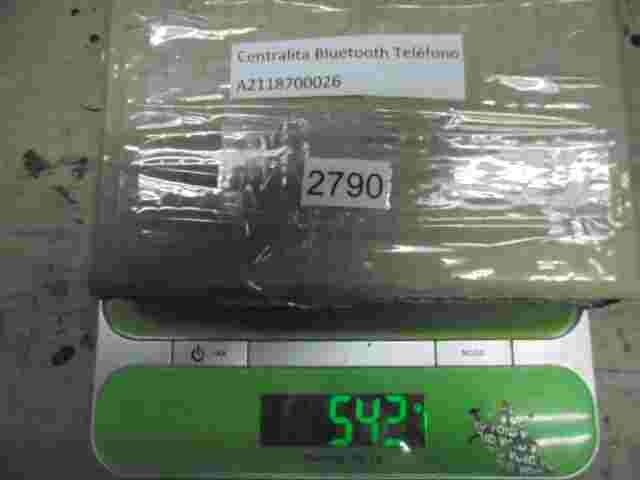 Centralita Bluetooth Teléfono
A2118700026
2790
542